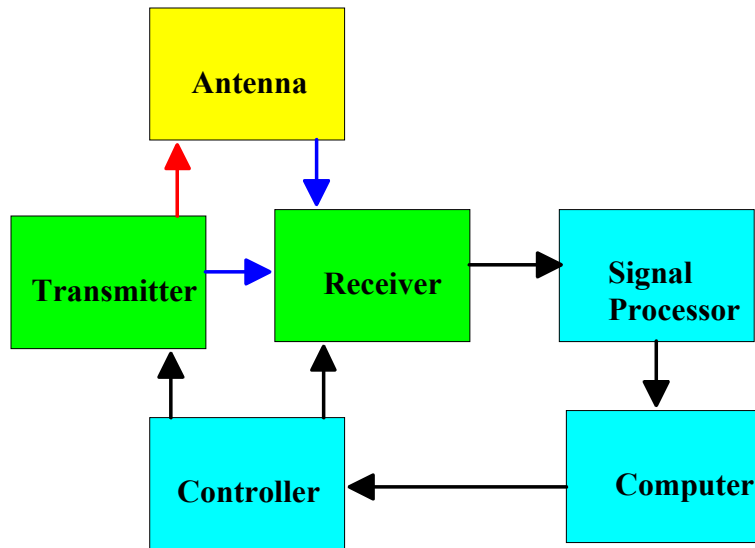 Antenna
Transmitter
Receiver
Signal
Processor
Controller
Computer